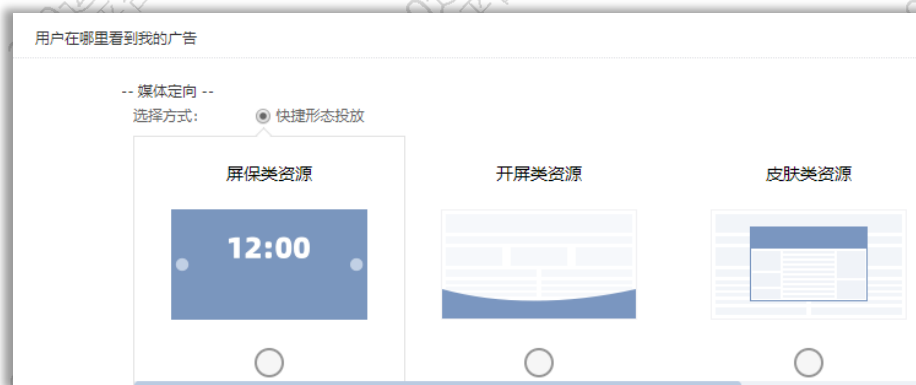 用户在哪里看到我的广告
-- 媒体定向 --
选择方式: 快捷形态投放
屏保类资源 开屏类资源 皮肤类资源
12:00